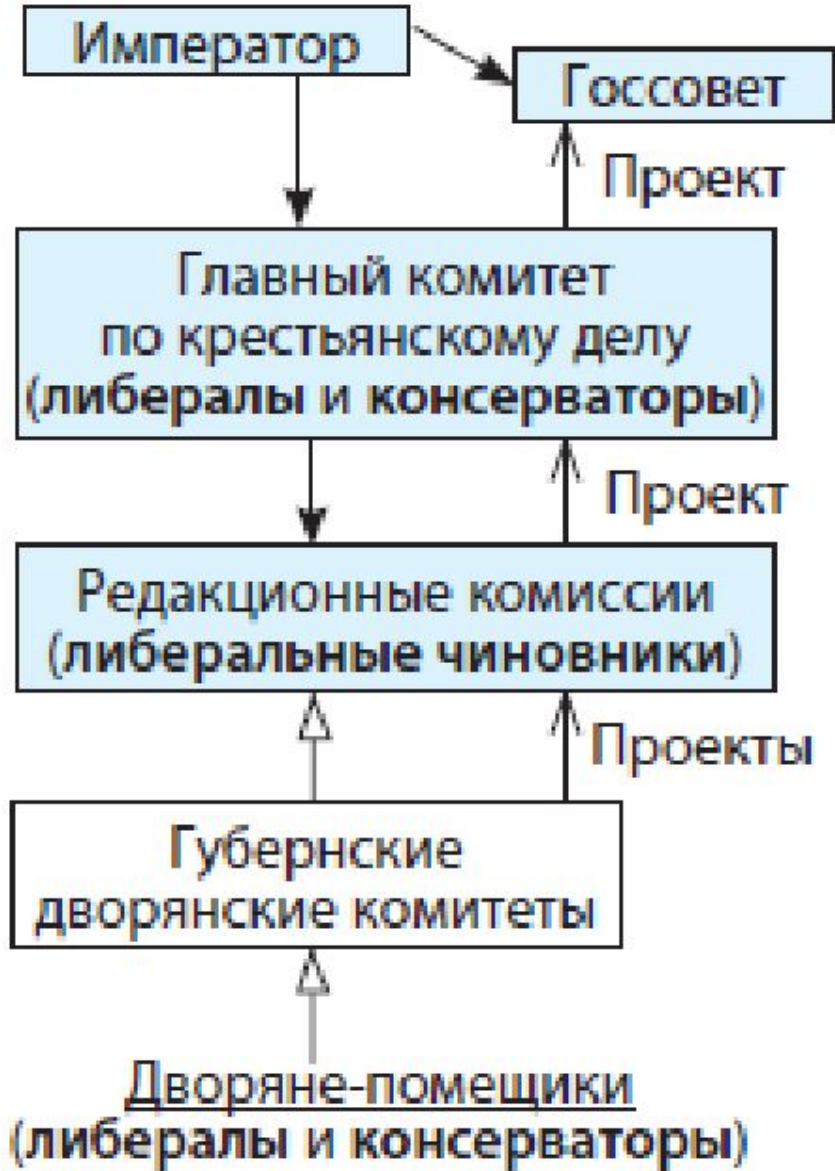 Император
Госсовет
Проект
Главный комитет
по крестьянскому делу
(либералы и консерваторы)
Проект
Редакционные комиссии
(либеральные чиновники)
Проекты
Губернские
дворянские комитеты
Дворяне-помещики
(либералы и консерваторы)